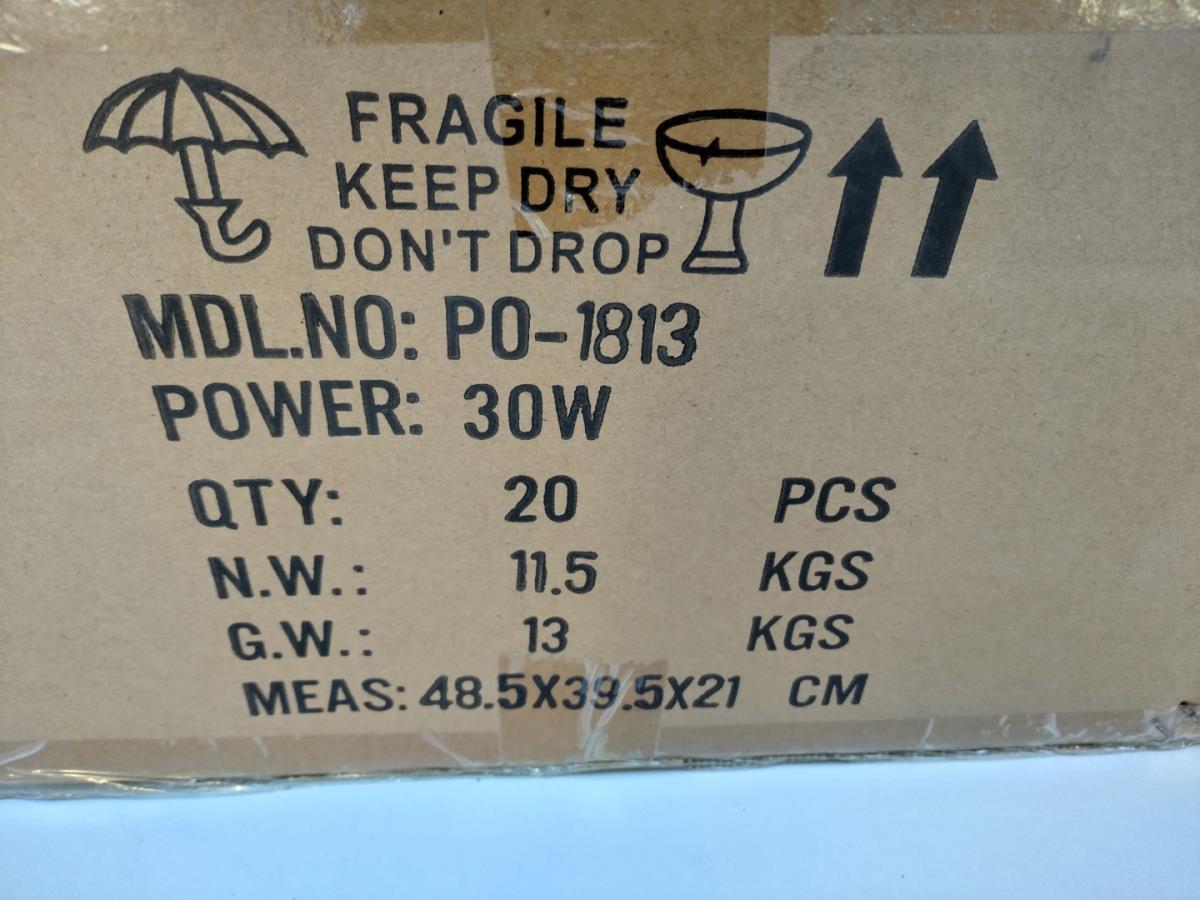 FRAGILE
KEEP DRY
DON'T DROP
MDL.NO: PO-1813
POWER: 30W
QTY: 20 PCS
N.W.: 11.5 KGS
G.W.: 13 KGS
MEAS: 48.5X39.5X21 CM